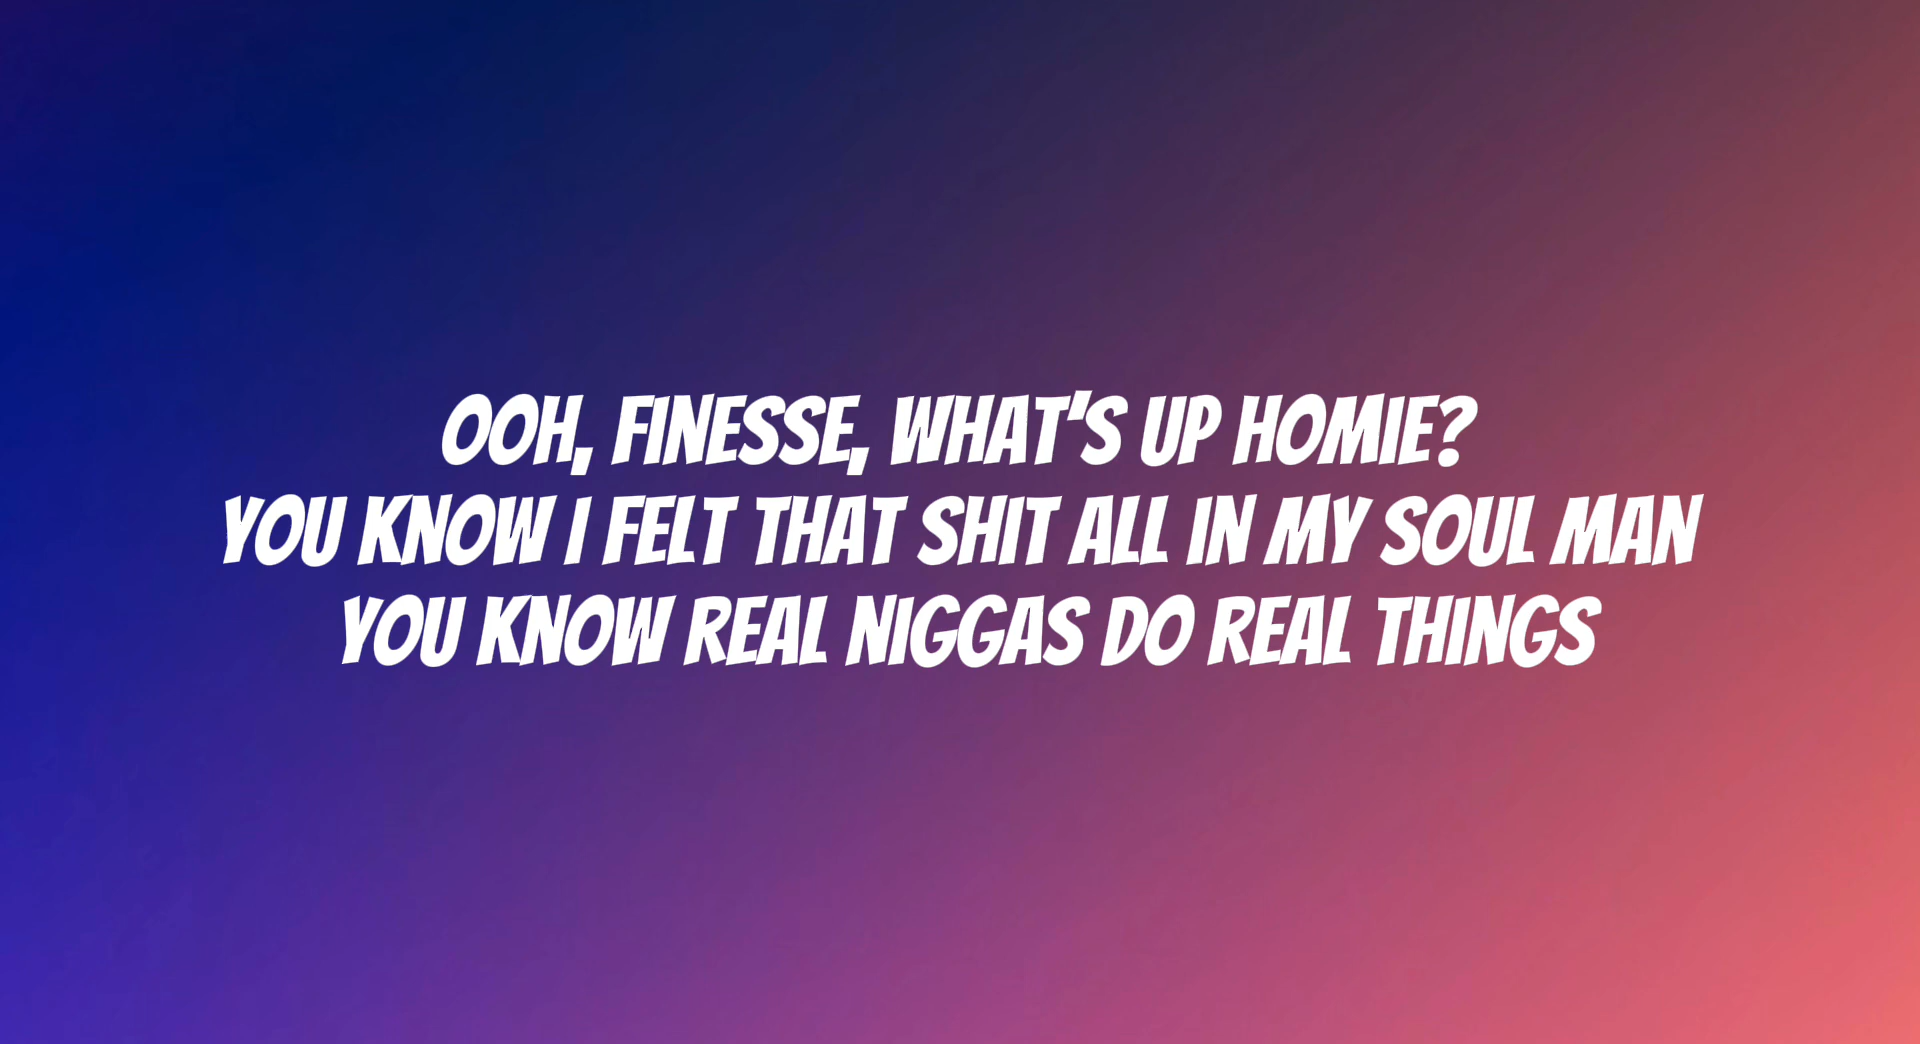 OOH, FINESSE, WHAT'S UP HOMIE?
YOU KNOW I FELT THAT SHIT ALL IN MY SOUL MAN
YOU KNOW REAL NIGGAS DO REAL THINGS